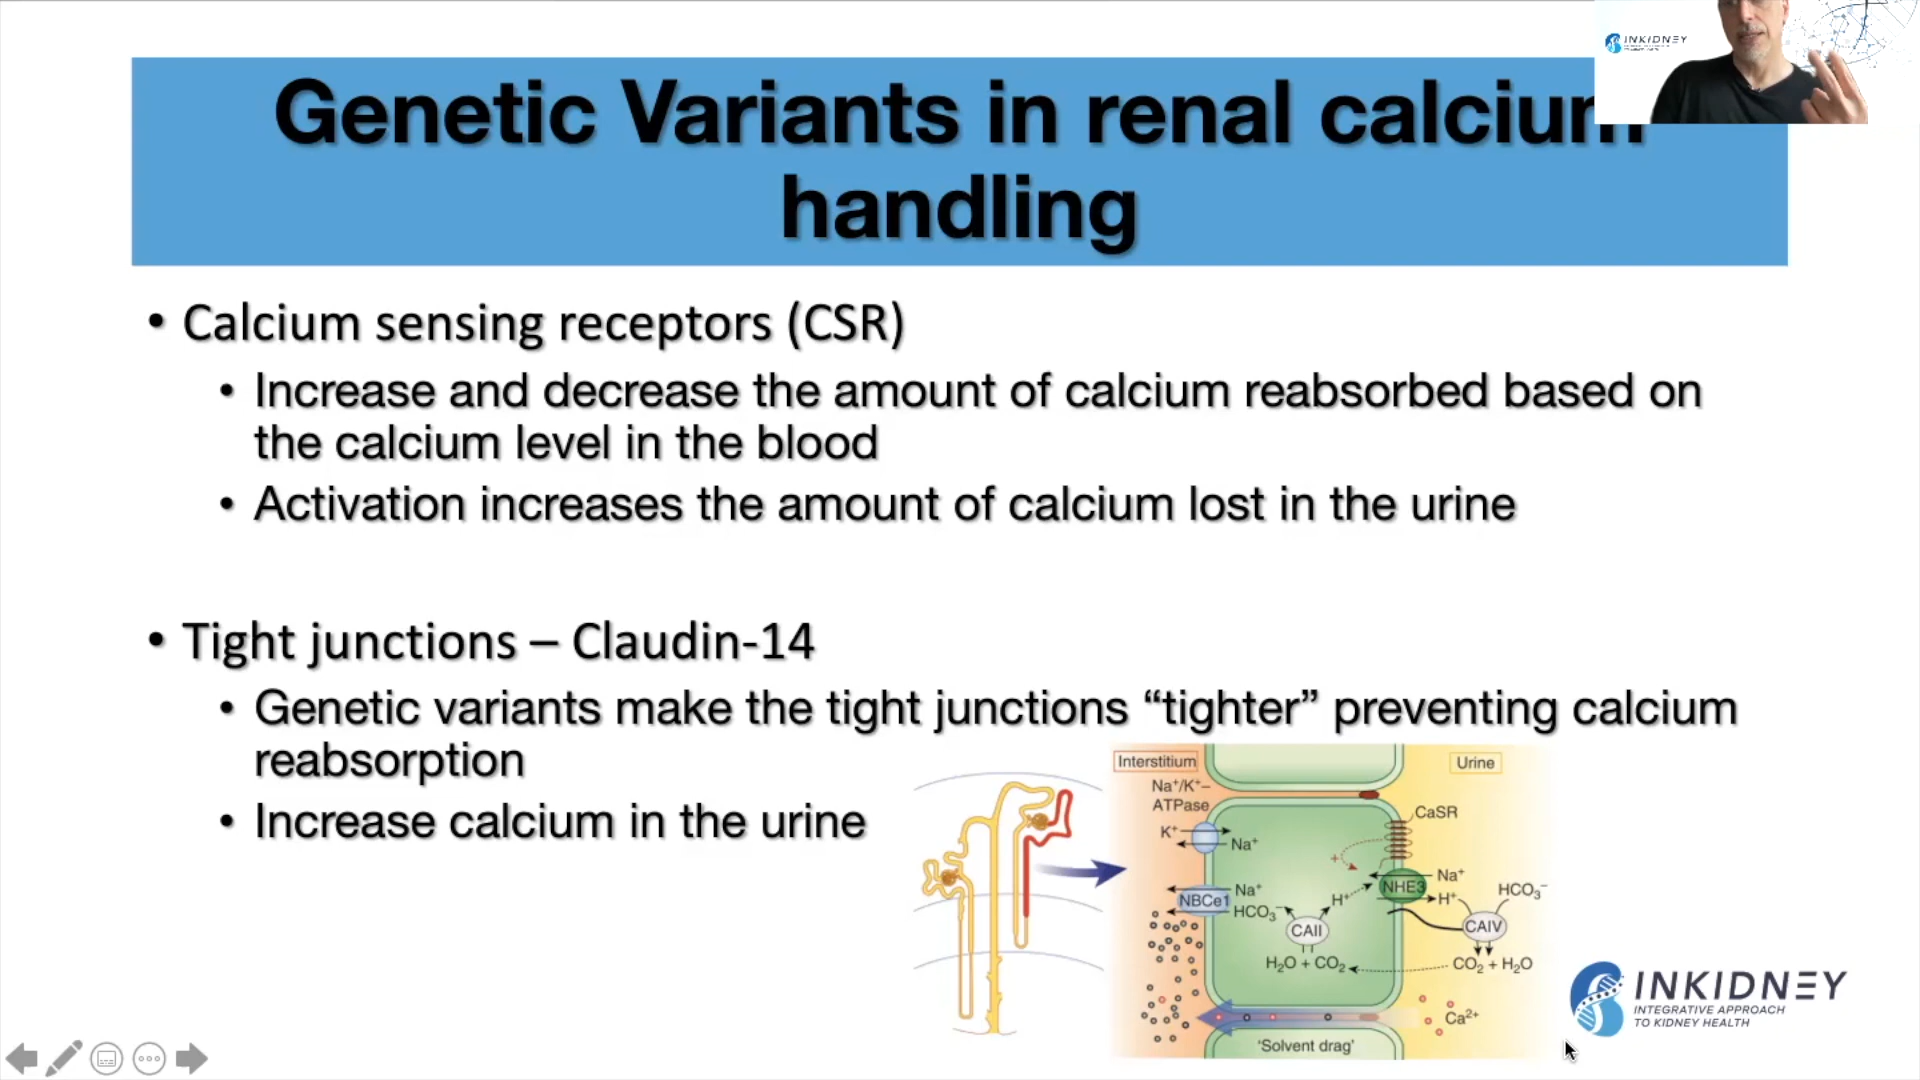 INKIDNEY
Genetic Variants in renal calcium
handling
• Calcium sensing receptors (CSR)
• Increase and decrease the amount of calcium reabsorbed based on
the calcium level in the blood
• Activation increases the amount of calcium lost in the urine
• Tight junctions – Claudin-14
• Genetic variants make the tight junctions “tighter” preventing calcium
reabsorption
• Increase calcium in the urine
Interstitium
Urine
Na⁺/K⁺–
ATPase
CaSR
K⁺
Na⁺
+
Na⁺
NHE3
H⁺
H⁺
HCO₃⁻
Na⁺
NBCe1
HCO₃⁻
CAII
CAIV
H₂O + CO₂
CO₂ + H₂O
Ca²⁺
'Solvent drag'
INKIDNEY
INTEGRATIVE APPROACH
TO KIDNEY HEALTH